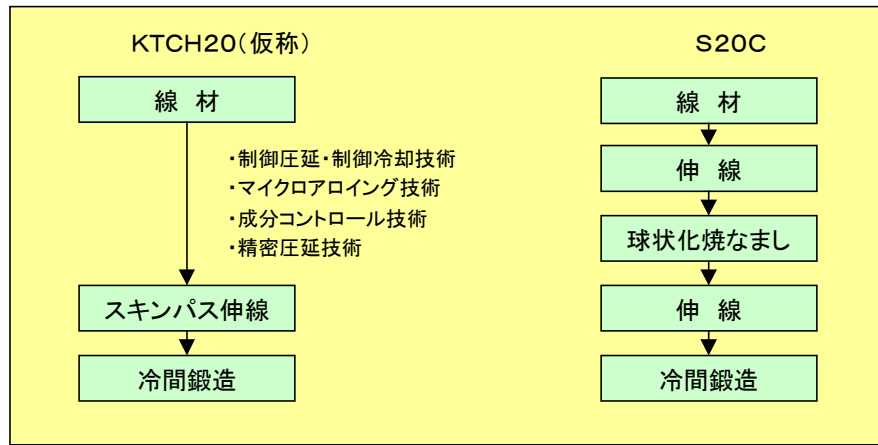 KTCH20(仮称)
線 材
・制御圧延・制御冷却技術
・マイクロアロイング技術
・成分コントロール技術
・精密圧延技術
スキンパス伸線
冷間鍛造
S20C
線 材
伸 線
球状化焼なまし
伸 線
冷間鍛造